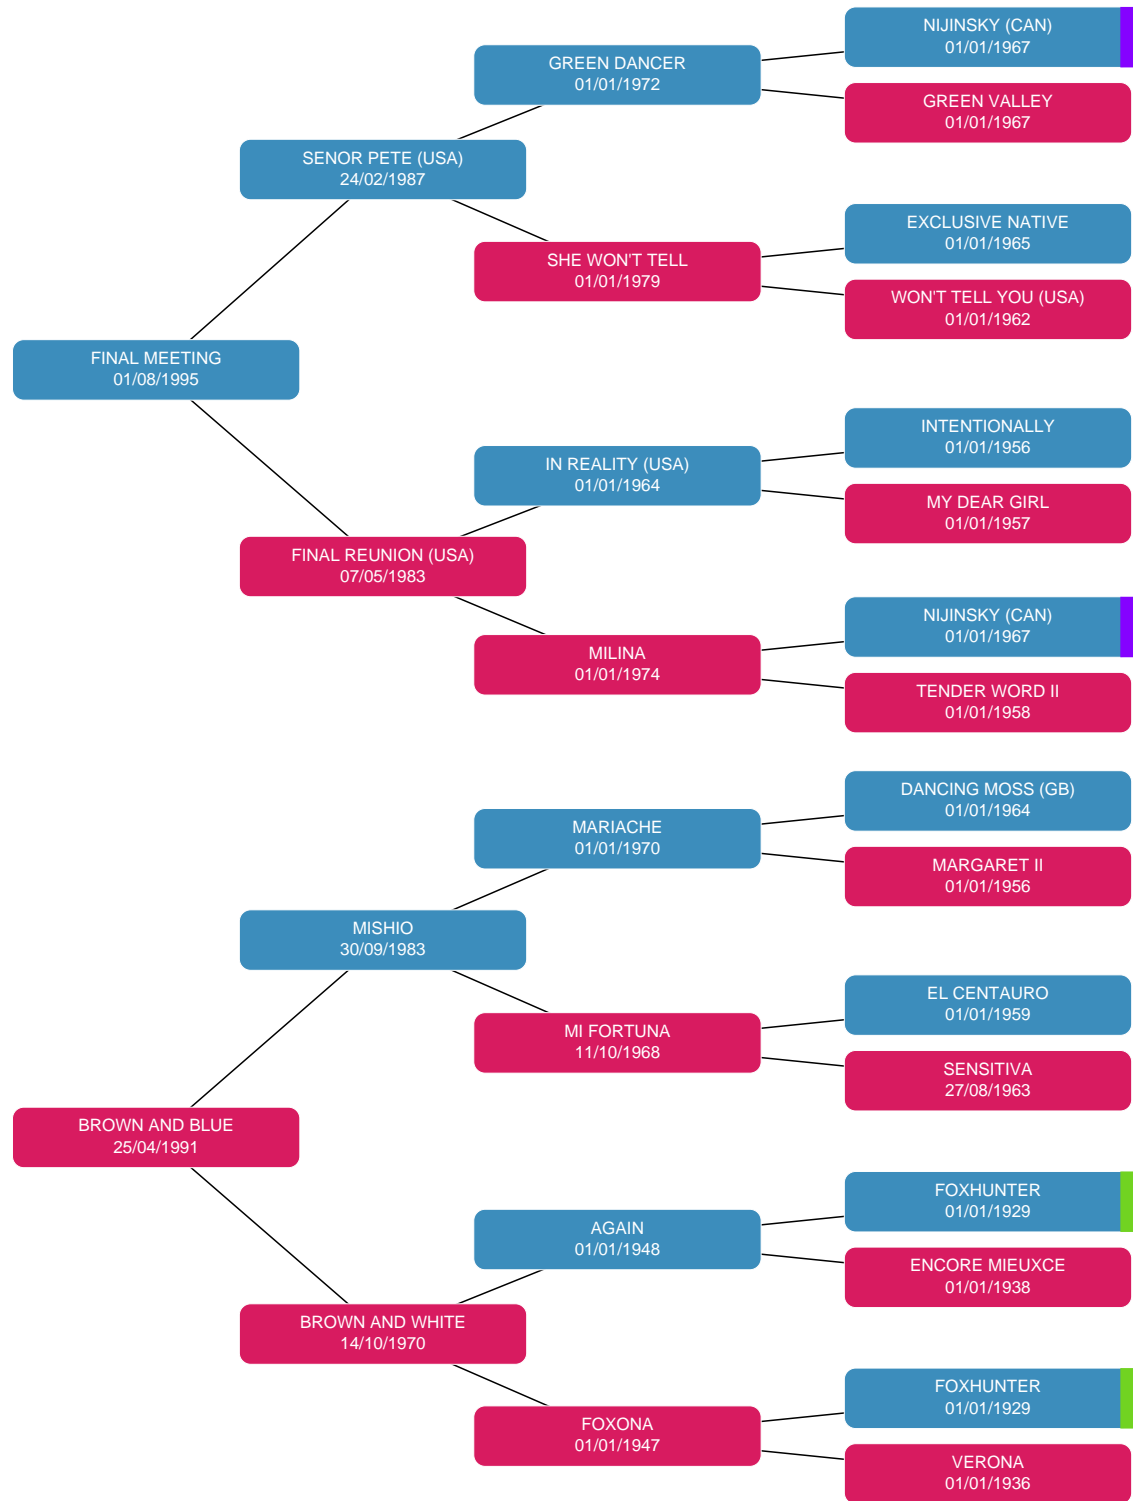 NIJINSKY (CAN)
01/01/1967
GREEN DANCER
01/01/1972
GREEN VALLEY
01/01/1967
SENOR PETE (USA)
24/02/1987
EXCLUSIVE NATIVE
01/01/1965
SHE WON'T TELL
01/01/1979
WON'T TELL YOU (USA)
01/01/1962
FINAL MEETING
01/08/1995
INTENTIONALLY
01/01/1956
IN REALITY (USA)
01/01/1964
MY DEAR GIRL
01/01/1957
FINAL REUNION (USA)
07/05/1983
NIJINSKY (CAN)
01/01/1967
MILINA
01/01/1974
TENDER WORD II
01/01/1958
DANCING MOSS (GB)
01/01/1964
MARIACHE
01/01/1970
MARGARET II
01/01/1956
MISHIO
30/09/1983
EL CENTAURO
01/01/1959
MI FORTUNA
11/10/1968
SENSITIVA
27/08/1963
BROWN AND BLUE
25/04/1991
FOXHUNTER
01/01/1929
AGAIN
01/01/1948
ENCORE MIEUXCE
01/01/1938
BROWN AND WHITE
14/10/1970
FOXHUNTER
01/01/1929
FOXONA
01/01/1947
VERONA
01/01/1936